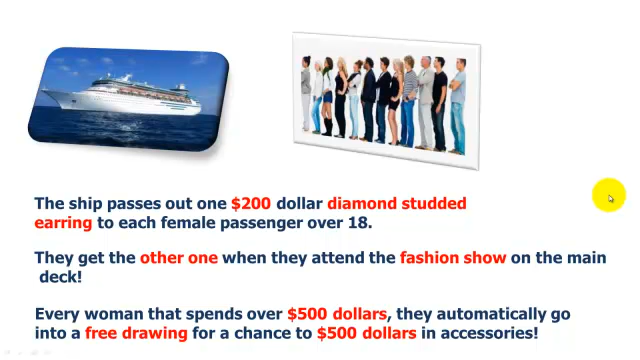 The ship passes out one $200 dollar diamond studded
earring to each female passenger over 18.
They get the other one when they attend the fashion show on the main
deck!
Every woman that spends over $500 dollars, they automatically go
into a free drawing for a chance to $500 dollars in accessories!